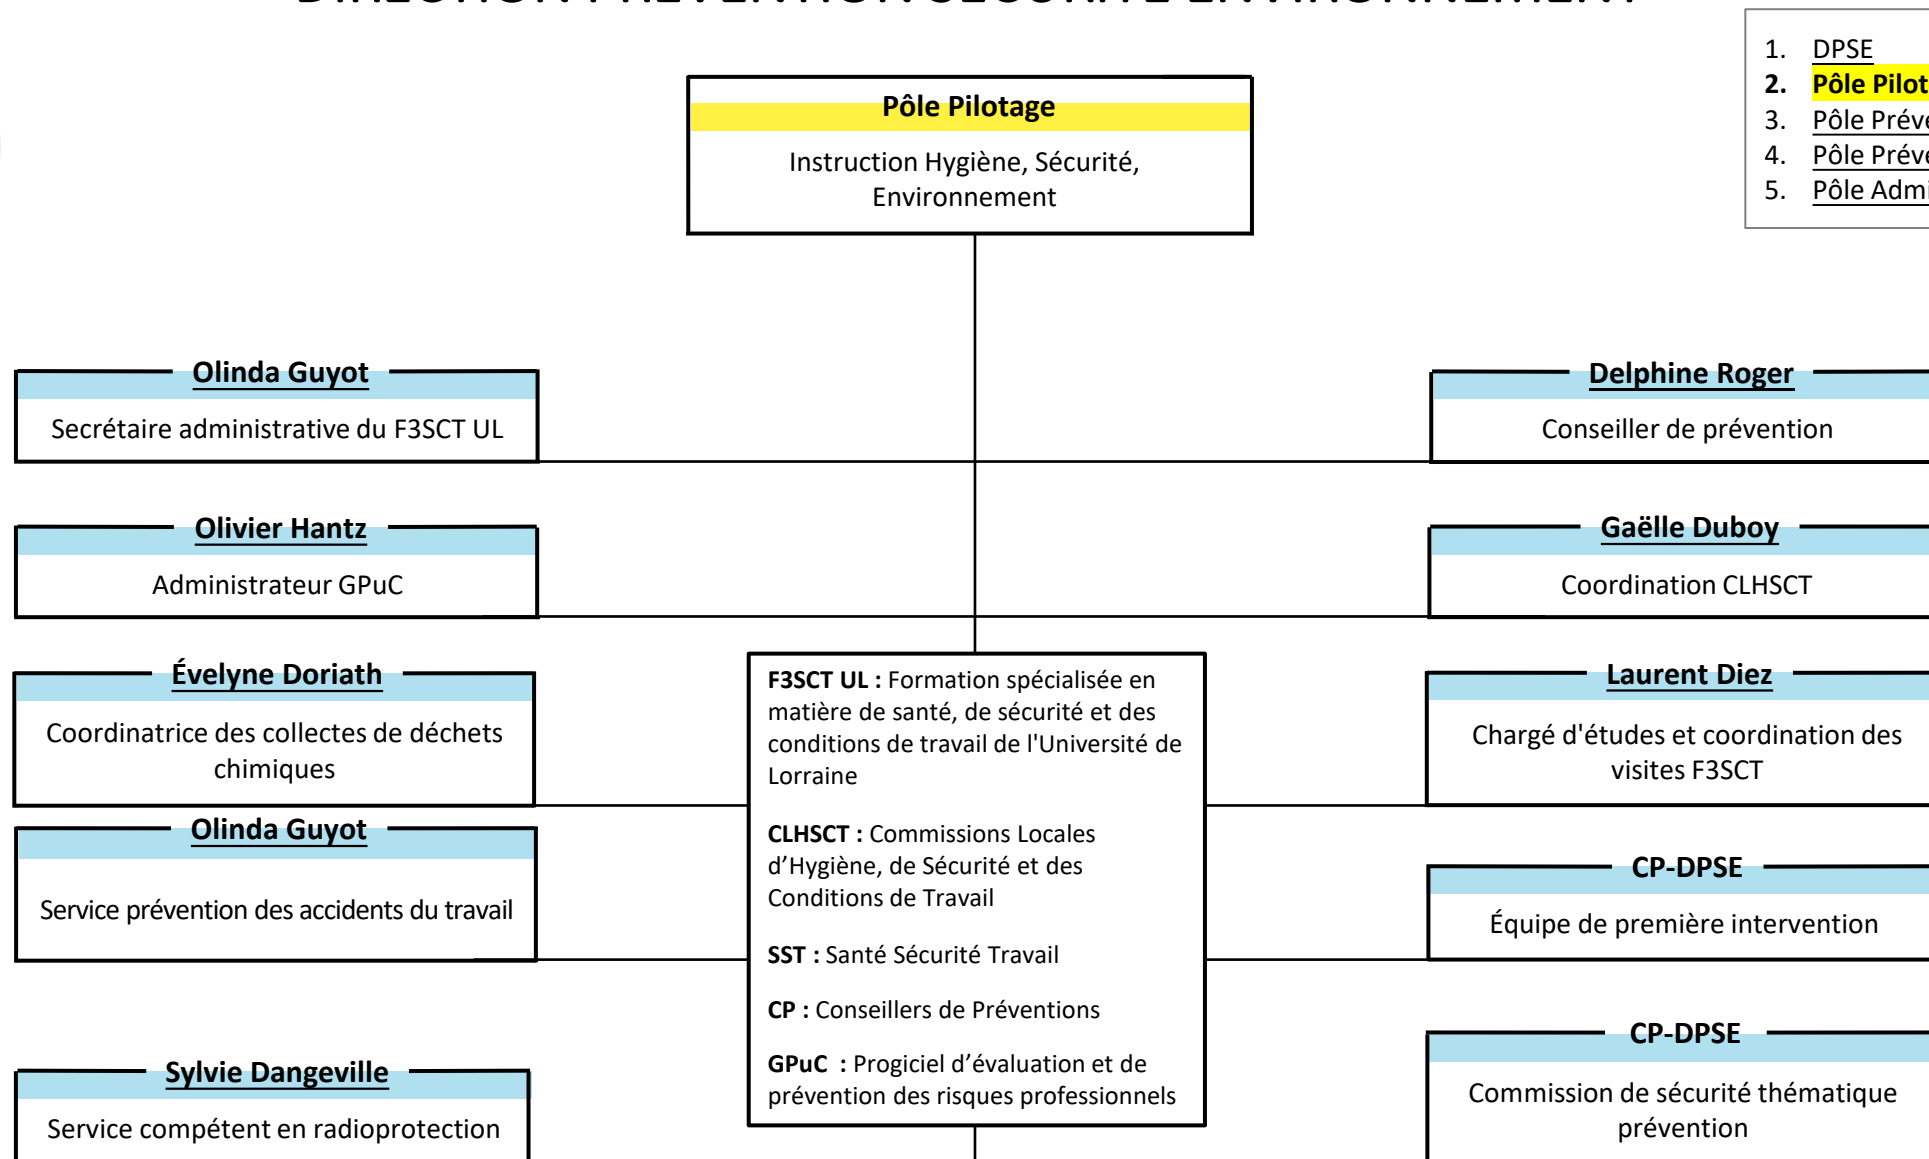 DIRECTION PRÉVENTION SÉCURITÉ ENVIRONNEMENT
1. DPSE
2. Pôle
3. Pôle
4. Pôle
5. Pôle
Pôle Pilotage
Instruction Hygiène, Sécurité,
Environnement
Olinda Guyot
Secrétaire administrative du F3SCT UL
Delphine Roger
Conseiller de prévention
Olivier Hantz
Administrateur GPuC
Gaëlle Duboy
Coordination CLHSCT
Évelyne Doriath
Coordinatrice des collectes de déchets
chimiques
Laurent Diez
Chargé d'études et coordination des
visites F3SCT
Olinda Guyot
Service prévention des accidents du travail
CP-DPSE
Équipe de première intervention
Sylvie Dangeville
Service compétent en radioprotection
CP-DPSE
Commission de sécurité thématique
prévention
F3SCT UL : Formation spécialisée en
matière de santé, de sécurité et des
conditions de travail de l'Université de
Lorraine
CLHSCT : Commissions Locales
d’Hygiène, de Sécurité et des
Conditions de Travail
SST : Santé Sécurité Travail
CP : Conseillers de Préventions
GPuC : Progiciel d’évaluation et de
prévention des risques professionnels